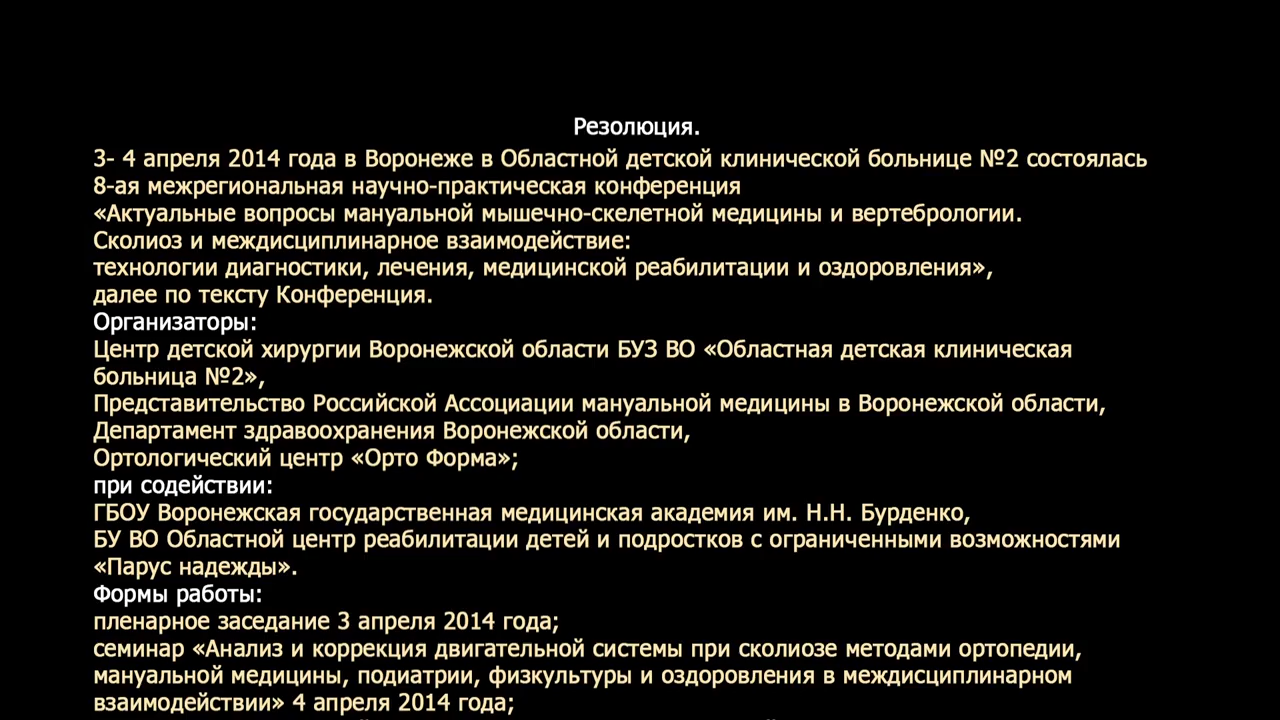 Резолюция.
3- 4 апреля 2014 года в Воронеже в Областной детской клинической больнице №2 состоялась
8-ая межрегиональная научно-практическая конференция
«Актуальные вопросы мануальной мышечно-скелетной медицины и вертебрологии.
Сколиоз и междисциплинарное взаимодействие:
технологии диагностики, лечения, медицинской реабилитации и оздоровления»,
далее по тексту Конференция.
Организаторы:
Центр детской хирургии Воронежской области БУЗ ВО «Областная детская клиническая
больница №2»,
Представительство Российской Ассоциации мануальной медицины в Воронежской области,
Департамент здравоохранения Воронежской области,
Ортологический центр «Орто Форма»;
при содействии:
ГБОУ Воронежская государственная медицинская академия им. Н.Н. Бурденко,
БУ ВО Областной центр реабилитации детей и подростков с ограниченными возможностями
«Парус надежды».
Формы работы:
пленарное заседание 3 апреля 2014 года;
семинар «Анализ и коррекция двигательной системы при сколиозе методами ортопедии,
мануальной медицины, подиатрии, физкультуры и оздоровления в междисциплинарном
взаимодействии» 4 апреля 2014 года;